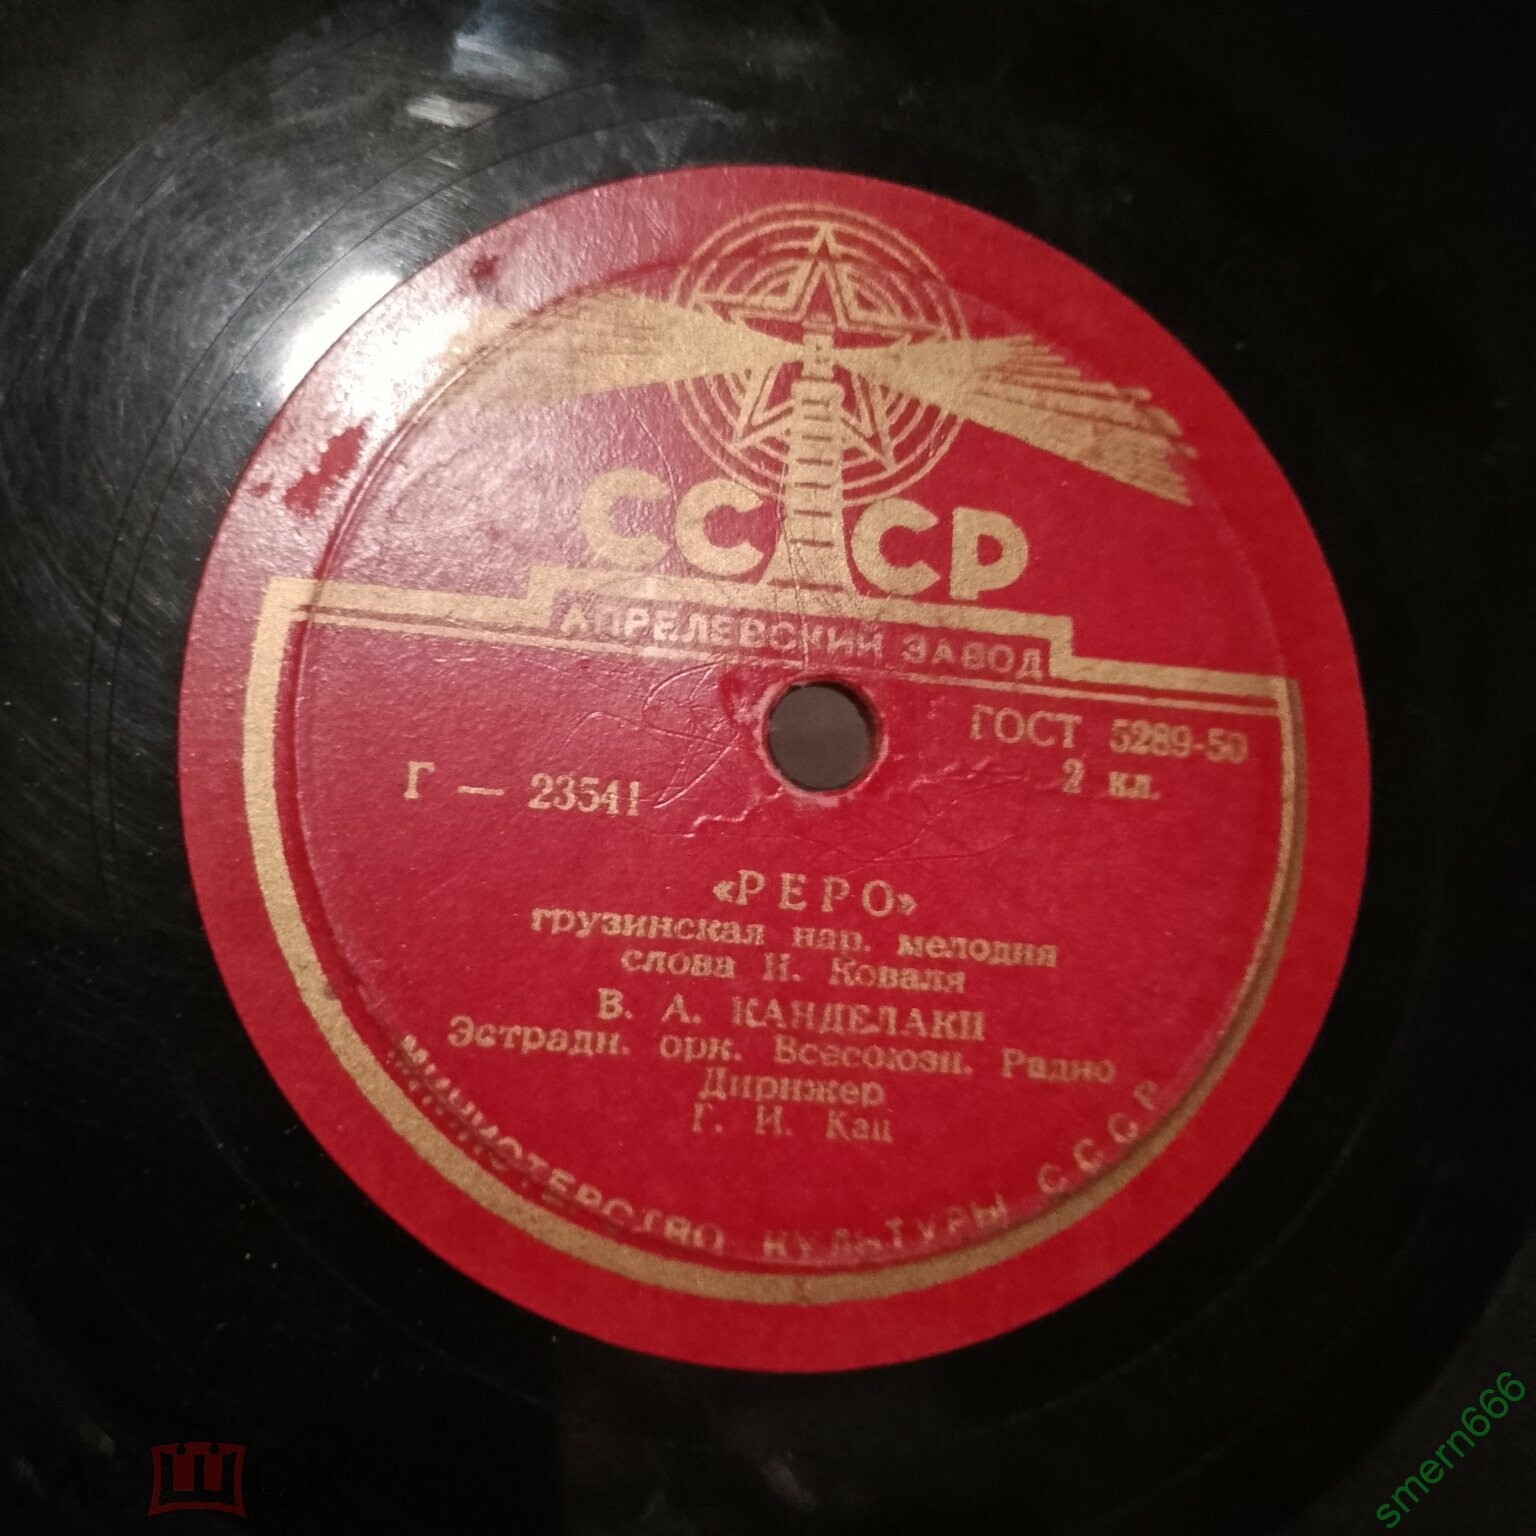 СССР
АПРЕЛЕВСКИЙ ЗАВОД
ГОСТ 5289-50
2 кл.
Г — 23541
«РЕРО»
грузинская нар. мелодия
слова И. Коваля
В. А. КАНДЕЛАКИ
Эстрадн. орк. Всесоюзн. Радио
Дирижер
Г. И. Кац
МИНИСТЕРСТВО КУЛЬТУРЫ СССР
мешок
smern666